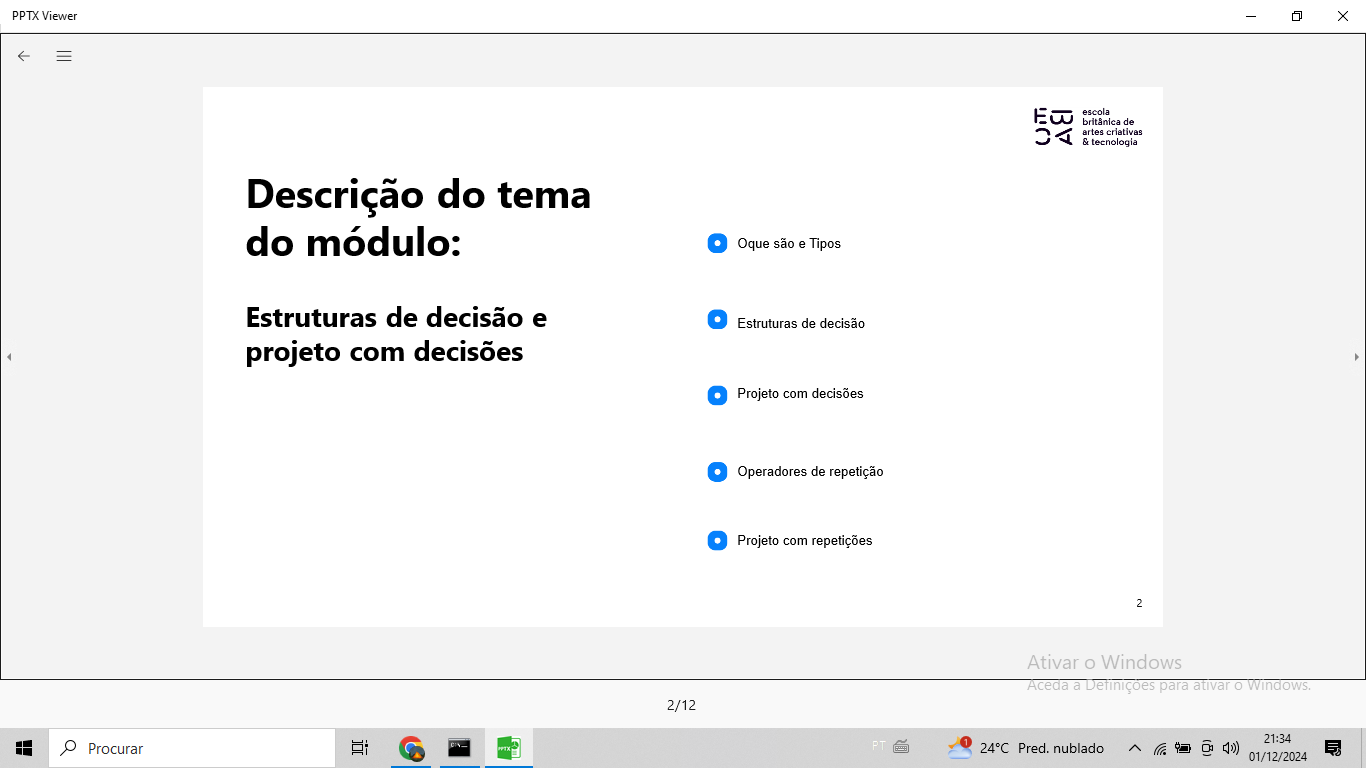 PPTX Viewer
escola
britânica de
artes criativas
& tecnologia
Descrição do tema
do módulo:
Estruturas de decisão e
projeto com decisões
Oque são e Tipos
Estruturas de decisão
Projeto com decisões
Operadores de repetição
Projeto com repetições
2
Ativar o Windows
Aceda a Definições para ativar o Windows.
2/12
Procurar
PPTX
PT
1
24°C Pred. nublado
21:34
01/12/2024